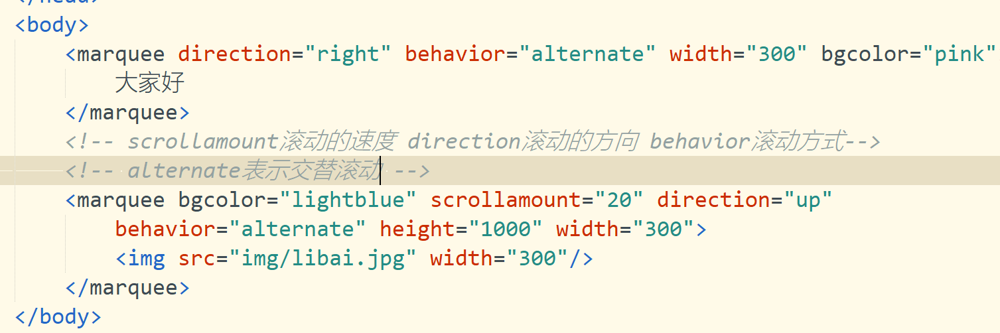 <body>
<marquee direction="right" behavior="alternate" width="300" bgcolor="pink"
大家好
</marquee>
<!-- scrollamount滚动的速度 direction滚动的方向 behavior滚动方式-->
<!-- alternate表示交替滚动 -->
<marquee bgcolor="lightblue" scrollamount="20" direction="up"
behavior="alternate" height="1000" width="300">
<img src="img/libai.jpg" width="300"/>
</marquee>
</body>